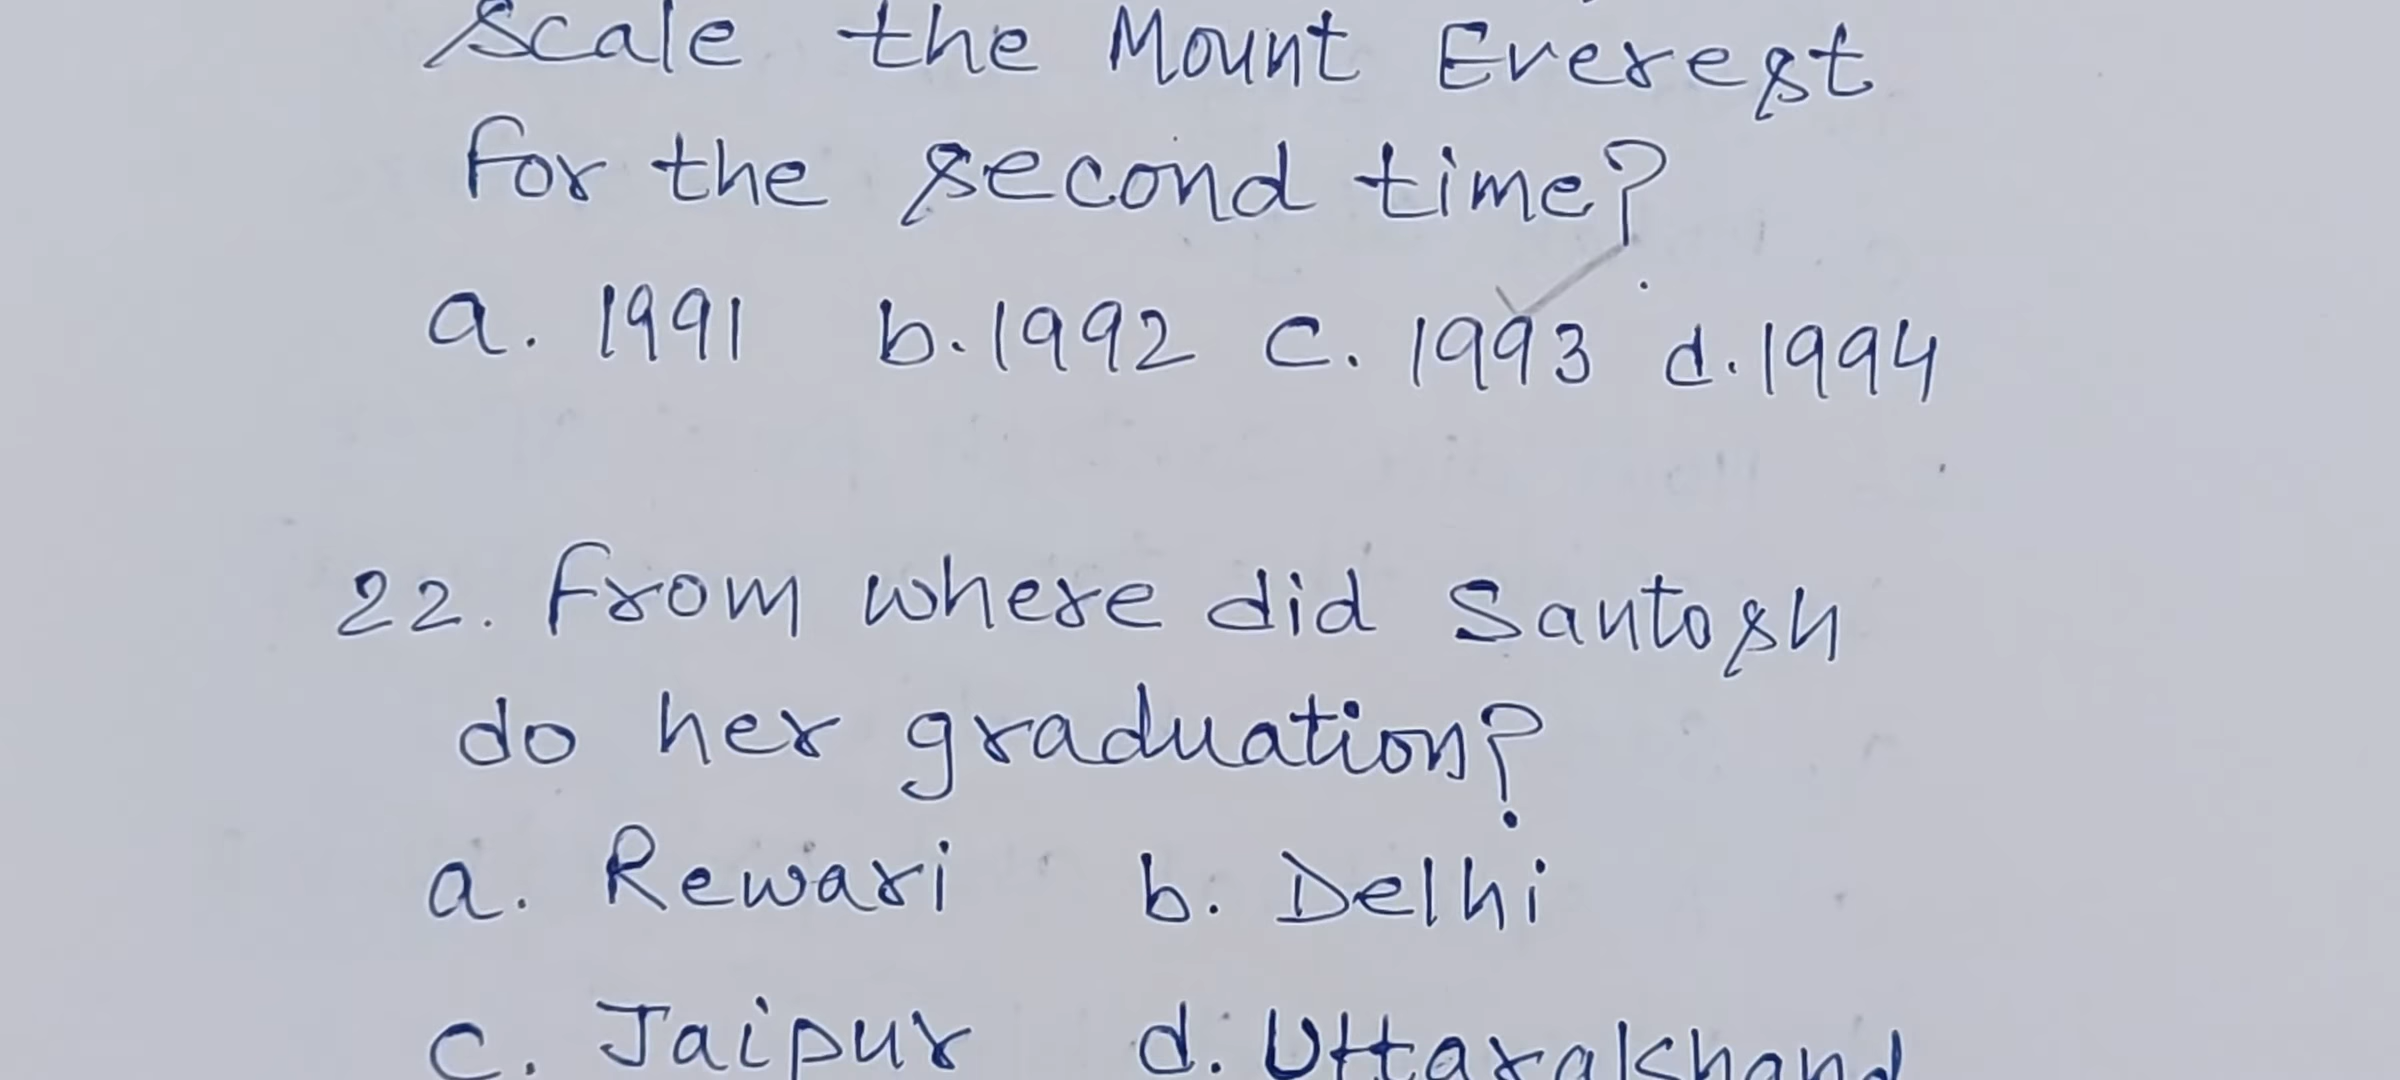 Scale the Mount Everest
for the second time?
a. 1991 b. 1992 c. 1993 d. 1994
22. From where did Santosh
do her graduation?
a. Rewari b. Delhi
c. Jaipur d. Uttarakhand